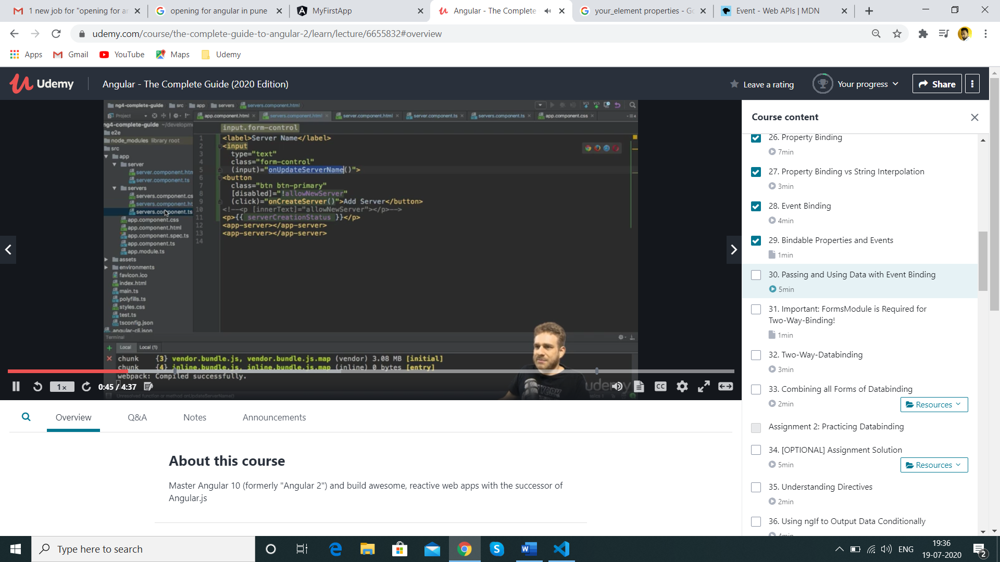 1 new job for "opening for ar
opening for angular in pune
MyFirstApp
Angular - The Complete
your_element properties - Go
Event - Web APIs | MDN
udemy.com/course/the-complete-guide-to-angular-2/learn/lecture/6655832#overview
Apps
Gmail
YouTube
Maps
Udemy
Udemy
Angular - The Complete Guide (2020 Edition)
Leave a rating
Your progress
Share
ng4-complete-guide
src
app
servers
servers.component.html
Project
app.component.html
servers.component.html
server.component.html
server.component.ts
servers.component.ts
app.component.css
ng4-complete-guide ~/developm
e2e
node_modules library root
src
app
server
server.component.htm
server.component.ts
servers
servers.component.cs
servers.component.ht
servers.component.ts
app.component.css
app.component.html
app.component.spec.ts
app.component.ts
app.module.ts
assets
environments
favicon.ico
index.html
main.ts
polyfills.ts
styles.css
test.ts
tsconfig.json
.angular-cli.json
input.form-control
1 <label>Server Name</label>
2 <input
3 type="text"
4 class="form-control"
5 (input)="onUpdateServerName()">
6 <button
7 class="btn btn-primary"
8 [disabled]="!allowNewServer"
9 (click)="onCreateServer()">Add Server</button>
10 <!--<p [innerText]="allowNewServer"></p>-->
11 <p>{{ serverCreationStatus }}</p>
12 <app-server></app-server>
13 <app-server></app-server>
14
Terminal
Local
Local (1)
chunk {3} vendor.bundle.js, vendor.bundle.js.map (vendor) 3.08 MB [initial]
chunk {4} inline.bundle.js, inline.bundle.js.map (inline) 0 bytes [entry]
webpack: Compiled successfully.
Unresolved function or method onUpdateServerName()
udemy
1x
0:45 / 4:37
CC
Course content
26. Property Binding
7min
27. Property Binding vs String Interpolation
3min
28. Event Binding
4min
29. Bindable Properties and Events
1min
30. Passing and Using Data with Event Binding
5min
31. Important: FormsModule is Required for
Two-Way-Binding!
1min
32. Two-Way-Databinding
3min
33. Combining all Forms of Databinding
2min
Resources
Assignment 2: Practicing Databinding
34. [OPTIONAL] Assignment Solution
5min
Resources
35. Understanding Directives
2min
36. Using ngIf to Output Data Conditionally
4min
Overview
Q&A
Notes
Announcements
About this course
Master Angular 10 (formerly "Angular 2") and build awesome, reactive web apps with the successor of
Angular.js
Type here to search
ENG
19:36
19-07-2020
2